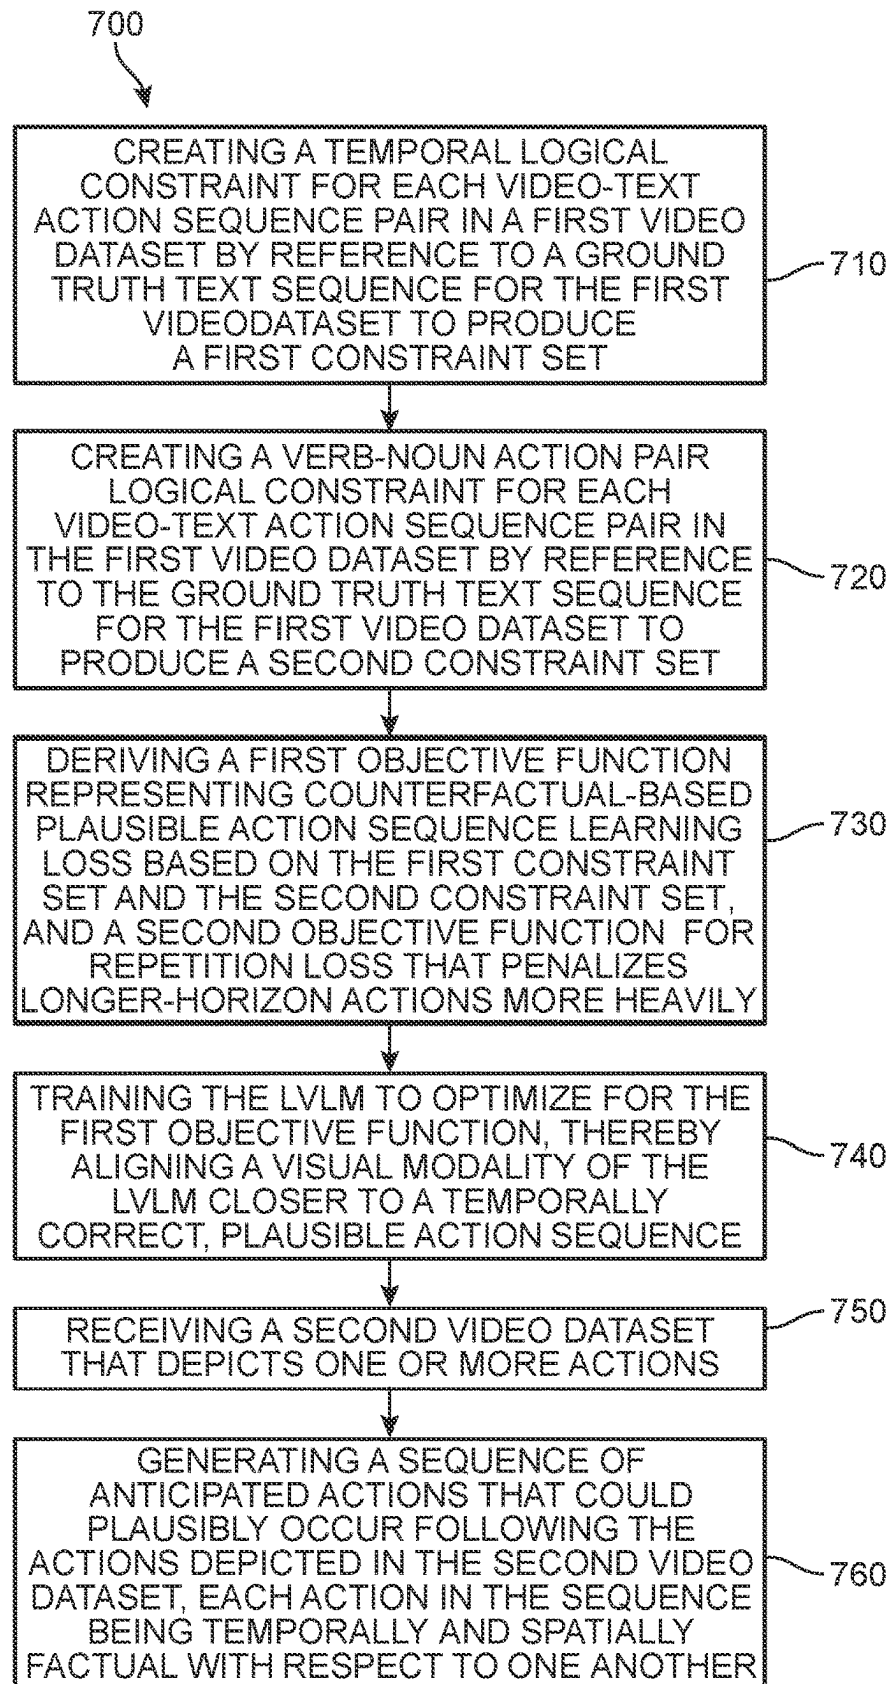 700
CREATING A TEMPORAL LOGICAL
CONSTRAINT FOR EACH VIDEO-TEXT
ACTION SEQUENCE PAIR IN A FIRST VIDEO
DATASET BY REFERENCE TO A GROUND
TRUTH TEXT SEQUENCE FOR THE FIRST
VIDEODATASET TO PRODUCE
A FIRST CONSTRAINT SET
710
CREATING A VERB-NOUN ACTION PAIR
LOGICAL CONSTRAINT FOR EACH
VIDEO-TEXT ACTION SEQUENCE PAIR IN
THE FIRST VIDEO DATASET BY REFERENCE
TO THE GROUND TRUTH TEXT SEQUENCE
FOR THE FIRST VIDEO DATASET TO
PRODUCE A SECOND CONSTRAINT SET
720
DERIVING A FIRST OBJECTIVE FUNCTION
REPRESENTING COUNTERFACTUAL-BASED
PLAUSIBLE ACTION SEQUENCE LEARNING
LOSS BASED ON THE FIRST CONSTRAINT
SET AND THE SECOND CONSTRAINT SET,
AND A SECOND OBJECTIVE FUNCTION FOR
REPETITION LOSS THAT PENALIZES
LONGER-HORIZON ACTIONS MORE HEAVILY
730
TRAINING THE LVLM TO OPTIMIZE FOR THE
FIRST OBJECTIVE FUNCTION, THEREBY
ALIGNING A VISUAL MODALITY OF THE
LVLM CLOSER TO A TEMPORALLY
CORRECT, PLAUSIBLE ACTION SEQUENCE
740
RECEIVING A SECOND VIDEO DATASET
THAT DEPICTS ONE OR MORE ACTIONS
750
GENERATING A SEQUENCE OF
ANTICIPATED ACTIONS THAT COULD
PLAUSIBLY OCCUR FOLLOWING THE
ACTIONS DEPICTED IN THE SECOND VIDEO
DATASET, EACH ACTION IN THE SEQUENCE
BEING TEMPORALLY AND SPATIALLY
FACTUAL WITH RESPECT TO ONE ANOTHER
760